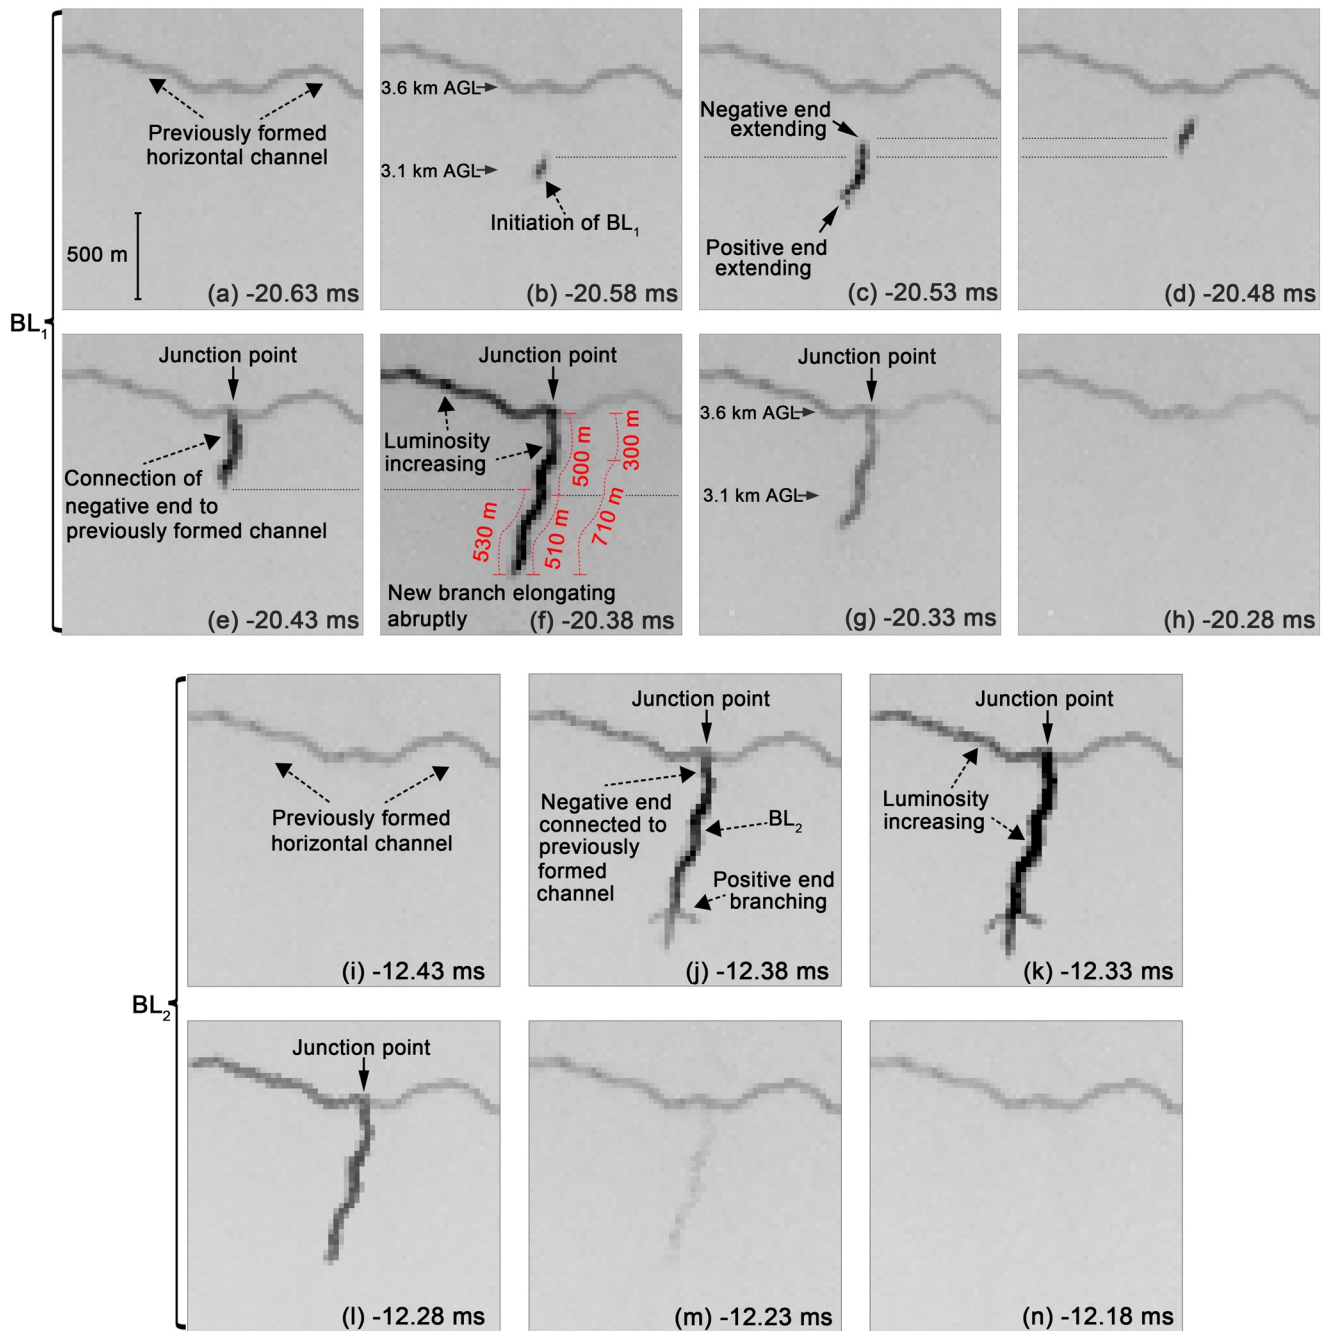 BL1
Previously formed
horizontal channel
500 m
(a) -20.63 ms
3.6 km AGL
3.1 km AGL
Initiation of BL1
(b) -20.58 ms
Negative end
extending
Positive end
extending
(c) -20.53 ms
(d) -20.48 ms
Junction point
Connection of
negative end to
previously formed channel
(e) -20.43 ms
Junction point
Luminosity
increasing
500 m
300 m
530 m
510 m
710 m
New branch elongating
abruptly
(f) -20.38 ms
Junction point
3.6 km AGL
3.1 km AGL
(g) -20.33 ms
(h) -20.28 ms
BL2
Previously formed
horizontal channel
(i) -12.43 ms
Junction point
Negative end
connected to
previously
formed
channel
BL2
Positive end
branching
(j) -12.38 ms
Junction point
Luminosity
increasing
(k) -12.33 ms
Junction point
(l) -12.28 ms
(m) -12.23 ms
(n) -12.18 ms